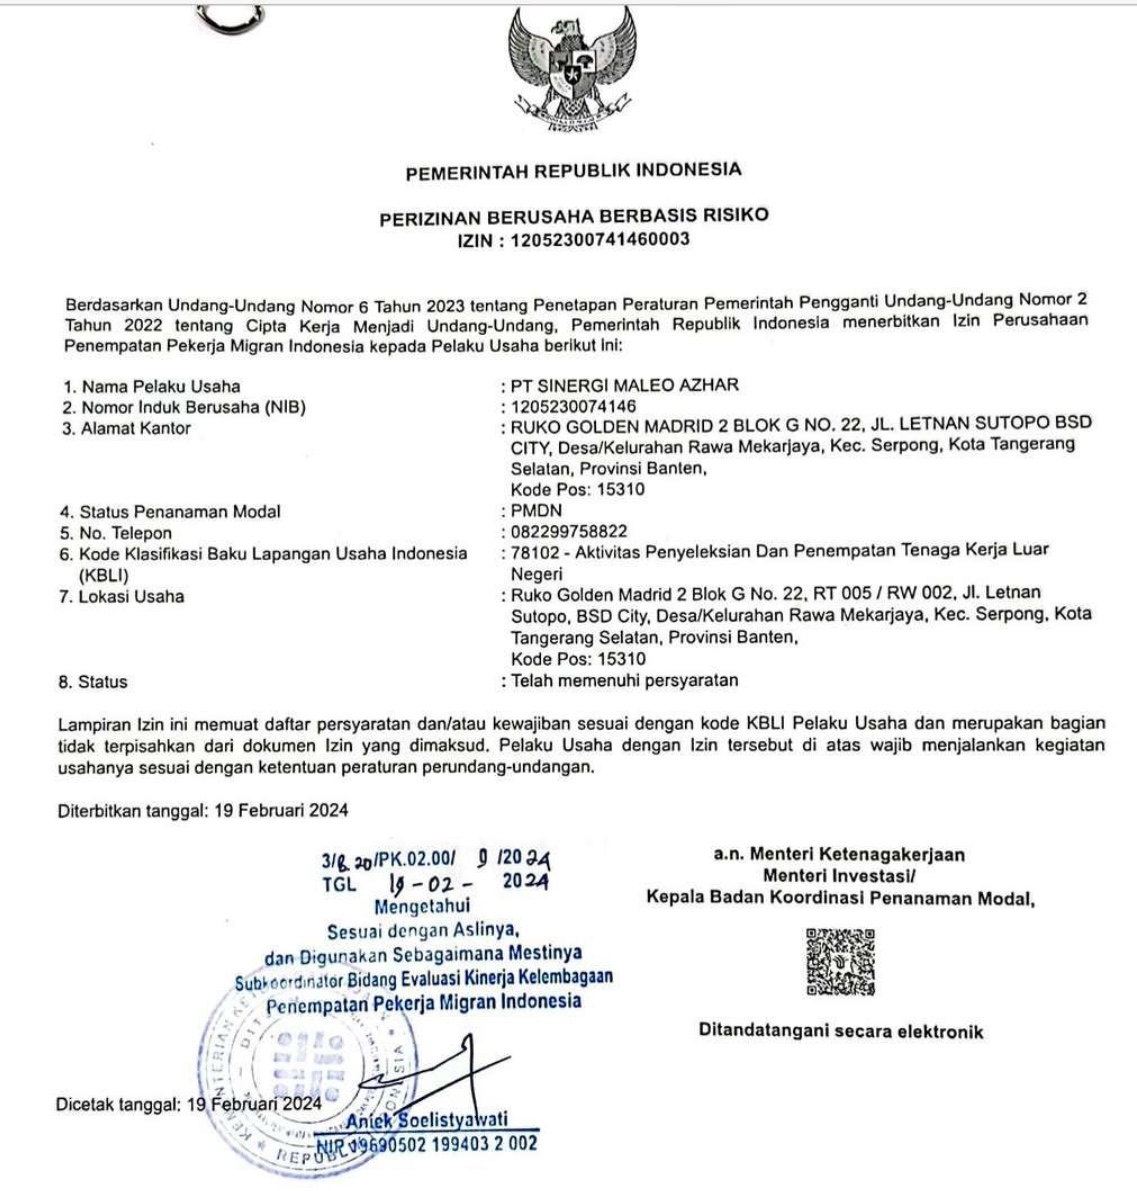 PEMERINTAH REPUBLIK INDONESIA
PERIZINAN BERUSAHA BERBASIS RISIKO
IZIN : 12052300741460003
Berdasarkan Undang-Undang Nomor 6 Tahun 2023 tentang Penetapan Peraturan Pemerintah Pengganti Undang-Undang Nomor 2
Tahun 2022 tentang Cipta Kerja Menjadi Undang-Undang, Pemerintah Republik Indonesia menerbitkan Izin Perusahaan
Penempatan Pekerja Migran Indonesia kepada Pelaku Usaha berikut ini:
1. Nama Pelaku Usaha : PT SINERGI MALEO AZHAR
2. Nomor Induk Berusaha (NIB) : 1205230074146
3. Alamat Kantor : RUKO GOLDEN MADRID 2 BLOK G NO. 22, JL. LETNAN SUTOPO BSD
CITY, Desa/Kelurahan Rawa Mekarjaya, Kec. Serpong, Kota Tangerang
Selatan, Provinsi Banten,
Kode Pos: 15310
4. Status Penanaman Modal : PMDN
5. No. Telepon : 082299758822
6. Kode Klasifikasi Baku Lapangan Usaha Indonesia : 78102 - Aktivitas Penyeleksian Dan Penempatan Tenaga Kerja Luar
(KBLI) Negeri
7. Lokasi Usaha : Ruko Golden Madrid 2 Blok G No. 22, RT 005 / RW 002, Jl. Letnan
Sutopo, BSD City, Desa/Kelurahan Rawa Mekarjaya, Kec. Serpong, Kota
Tangerang Selatan, Provinsi Banten,
Kode Pos: 15310
8. Status : Telah memenuhi persyaratan
Lampiran Izin ini memuat daftar persyaratan dan/atau kewajiban sesuai dengan kode KBLI Pelaku Usaha dan merupakan bagian
tidak terpisahkan dari dokumen Izin yang dimaksud. Pelaku Usaha dengan Izin tersebut di atas wajib menjalankan kegiatan
usahanya sesuai dengan ketentuan peraturan perundang-undangan.
Diterbitkan tanggal: 19 Februari 2024
/PK.02.00/ 9 /2024
TGL 19-02- 2024
Mengetahui
Sesuai dengan Aslinya,
dan Digunakan Sebagaimana Mestinya
Subkoordinator Bidang Evaluasi Kinerja Kelembagaan
Penempatan Pekerja Migran Indonesia
a.n. Menteri Ketenagakerjaan
Menteri Investasi/
Kepala Badan Koordinasi Penanaman Modal,
Ditandatangani secara elektronik
Dicetak tanggal: 19 Februari 2024
Aniek Soelistyawati
NIP 19690502 199403 2 002
REPUBLIK INDONESIA